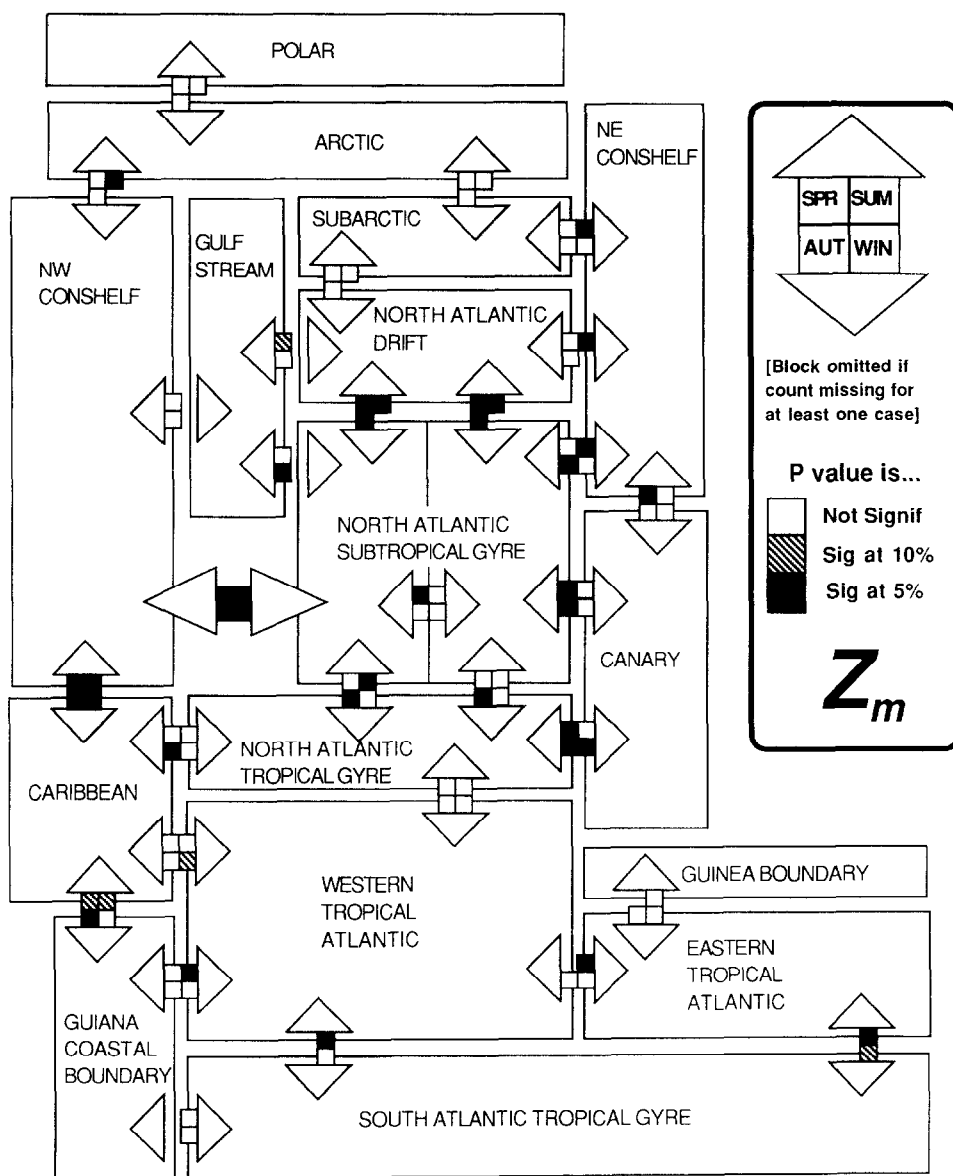 POLAR
ARCTIC
NE
CONSHELF
SUBARCTIC
GULF
STREAM
NW
CONSHELF
NORTH ATLANTIC
DRIFT
NORTH ATLANTIC
SUBTROPICAL GYRE
CANARY
NORTH ATLANTIC
TROPICAL GYRE
CARIBBEAN
WESTERN
TROPICAL
ATLANTIC
GUINEA BOUNDARY
EASTERN
TROPICAL
ATLANTIC
GUIANA
COASTAL
BOUNDARY
SOUTH ATLANTIC TROPICAL GYRE
SPR SUM
AUT WIN
[Block omitted if
count missing for
at least one case]
P value is...
Not Signif
Sig at 10%
Sig at 5%
Zm